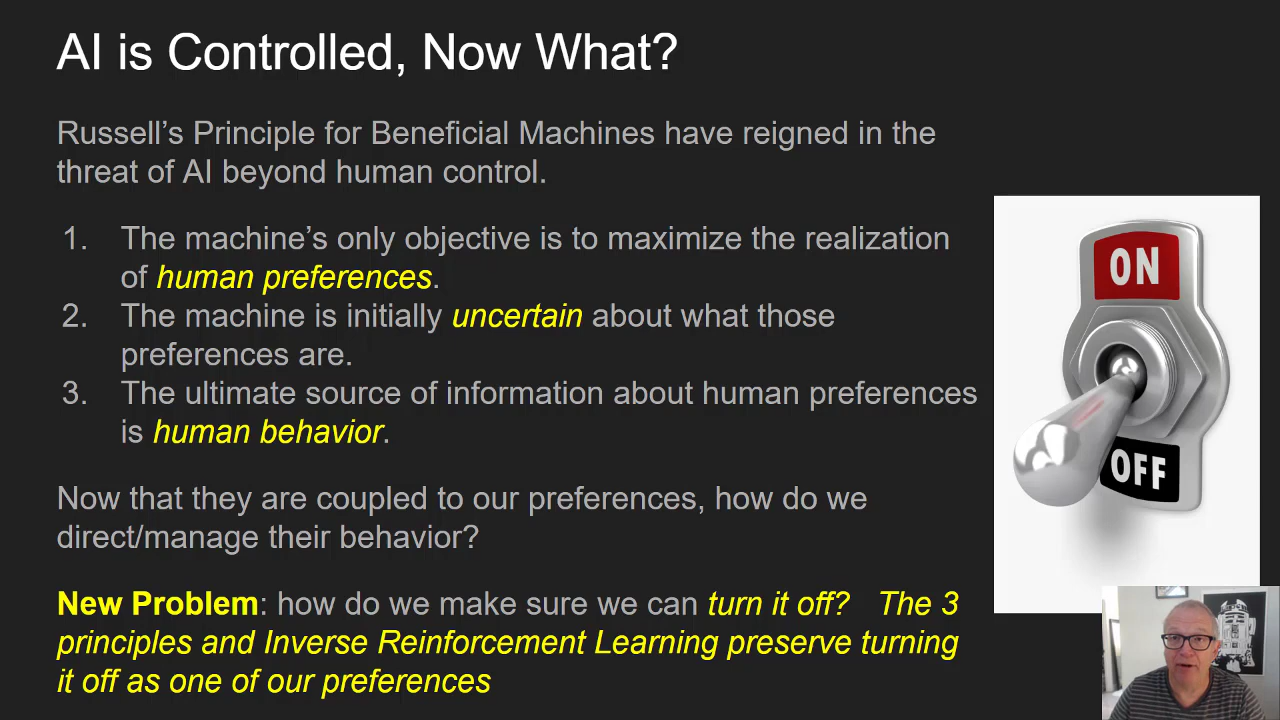 AI is Controlled, Now What?
Russell's Principle for Beneficial Machines have reigned in the
threat of AI beyond human control.
1. The machine's only objective is to maximize the realization
of human preferences.
2. The machine is initially uncertain about what those
preferences are.
3. The ultimate source of information about human preferences
is human behavior.
Now that they are coupled to our preferences, how do we
direct/manage their behavior?
New Problem: how do we make sure we can turn it off? The 3
principles and Inverse Reinforcement Learning preserve turning
it off as one of our preferences
ON
OFF